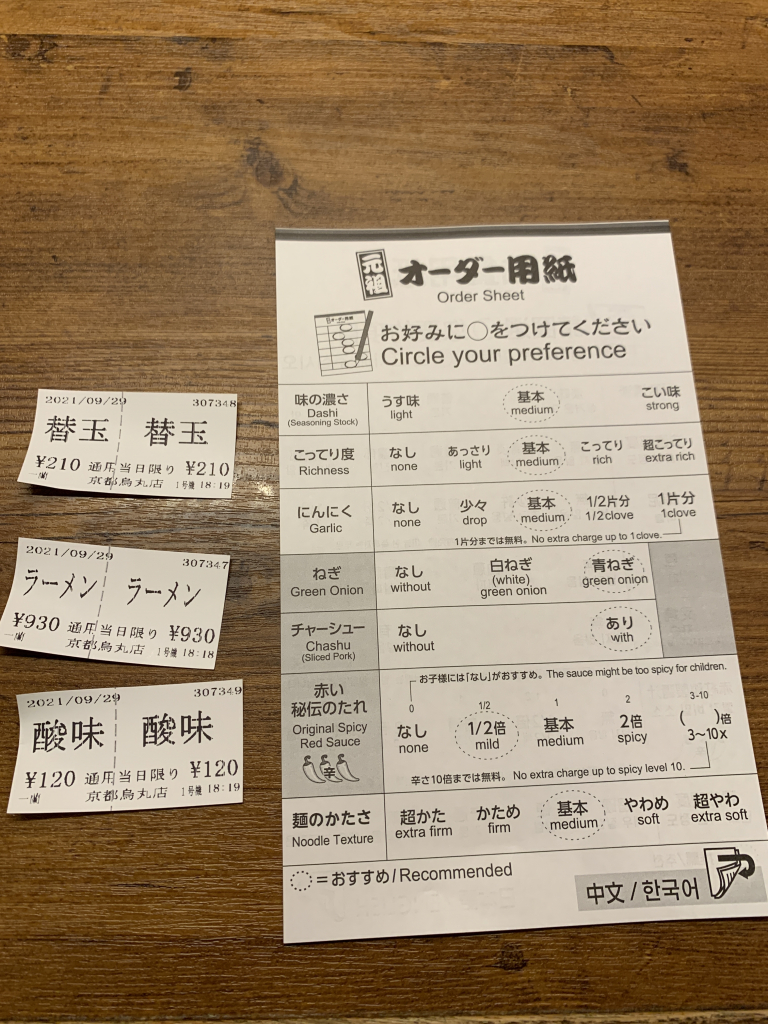 2021/09/29 307348
替玉 替玉
¥210 通用当日限り ¥210
京都烏丸店 1号機 18:19
2021/09/29 307347
ラーメン ラーメン
¥930 通用当日限り ¥930
京都烏丸店 1号機 18:18
2021/09/29 307349
酸味 酸味
¥120 通用当日限り ¥120
京都烏丸店 1号機 18:19
元祖 オーダー用紙
Order Sheet
お好みに○をつけてください
Circle your preference
味の濃さ うす味 基本 こい味
Dashi light medium strong
(Seasoning Stock)
こってり度 なし あっさり 基本 こってり 超こってり
Richness none light medium rich extra rich
にんにく なし 少々 基本 1/2片分 1片分
Garlic none drop medium 1/2clove 1clove
1片分までは無料。No extra charge up to 1clove.
ねぎ なし 白ねぎ 青ねぎ
Green Onion without (white) green onion
green onion
チャーシュー なし あり
Chashu without with
(Sliced Pork)
お子様には「なし」がおすすめ。The sauce might be too spicy for children.
0 1/2 1 2 3-10
赤い
秘伝のたれ なし 1/2倍 基本 2倍 ( )倍
Original Spicy none mild medium spicy 3〜10x
Red Sauce
辛
辛さ10倍までは無料。No extra charge up to spicy level 10.
麺のかたさ 超かた かため 基本 やわめ 超やわ
Noodle Texture extra firm firm medium soft extra soft
=おすすめ/Recommended
中文/한국어